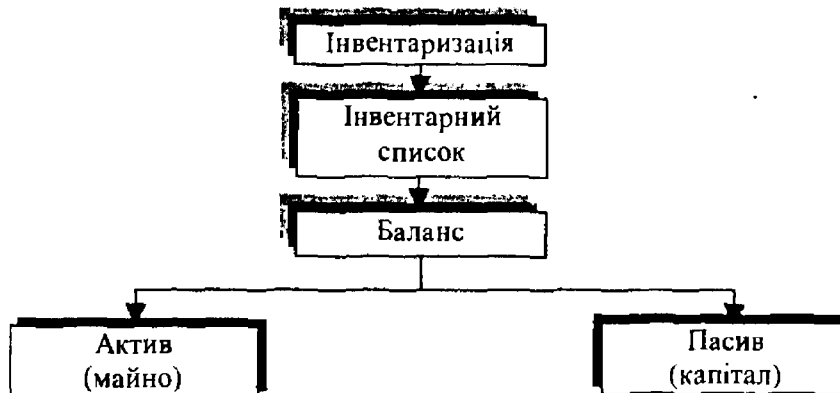 Інвентаризація
Інвентарний
список
Баланс
Актив
(майно)
Пасив
(капітал)